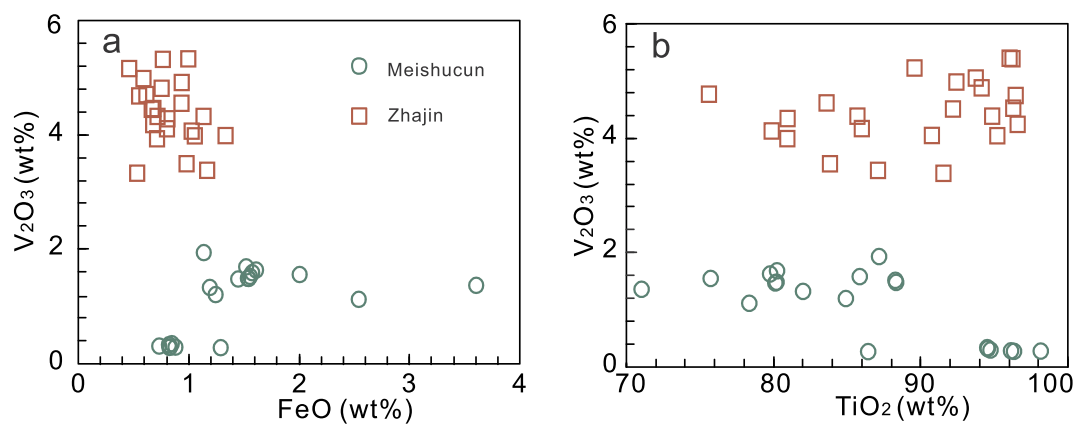 a
6
4
2
0
V2O3 (wt%)
Meishucun
Zhajin
0 1 2 3 4
FeO (wt%)
b
6
4
2
0
V2O3 (wt%)
70 80 90 100
TiO2 (wt%)